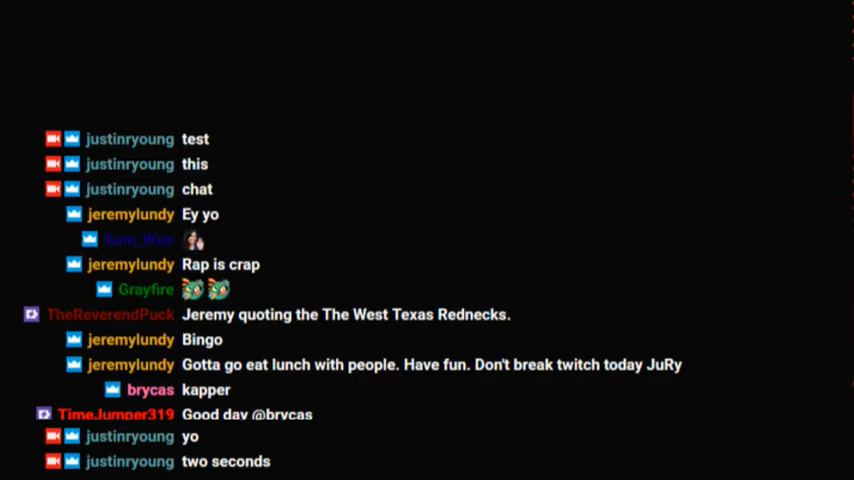 justinryoung test
justinryoung this
justinryoung chat
jeremylundy Ey yo
Sum_Wun
jeremylundy Rap is crap
Grayfire
TheReverendPuck Jeremy quoting the The West Texas Rednecks.
jeremylundy Bingo
jeremylundy Gotta go eat lunch with people. Have fun. Don't break twitch today JuRy
brycas kapper
TimeJumper319 Good day @brycas
justinryoung yo
justinryoung two seconds